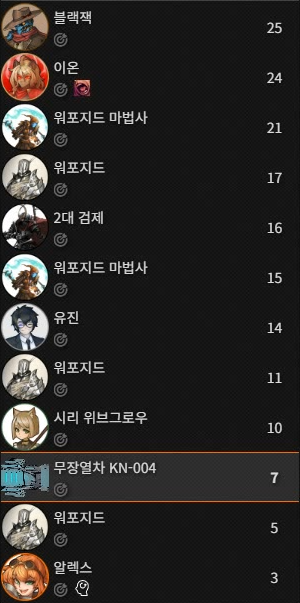 블랙잭 25
이온 24
워포지드 마법사 21
워포지드 17
2대 검제 16
워포지드 마법사 15
유진 14
워포지드 11
시리 위브그로우 10
무장열차 KN-004 7
워포지드 5
알렉스 3